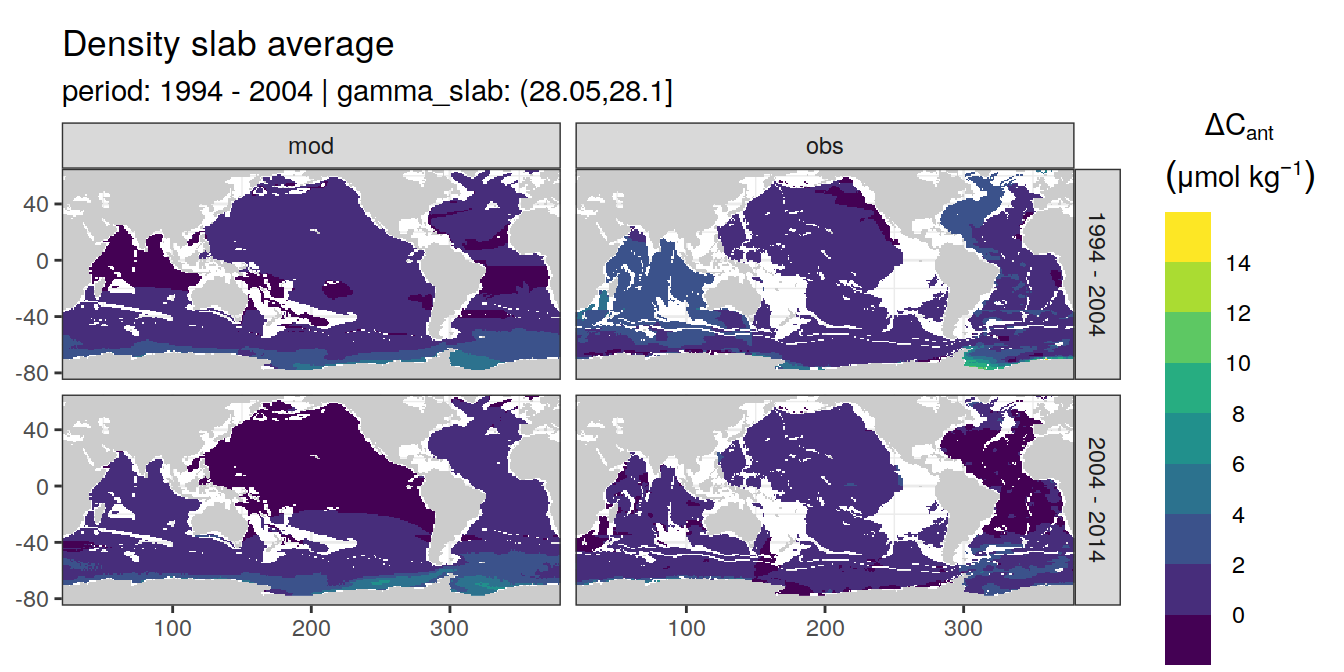 Density slab average
period: 1994 - 2004 | gamma_slab: (28.05,28.1]
mod
obs
40
0
-40
-80
1994 - 2004
40
0
-40
-80
2004 - 2014
100
200
300
100
200
300
ΔCant
(μmol kg⁻¹)
14
12
10
8
6
4
2
0